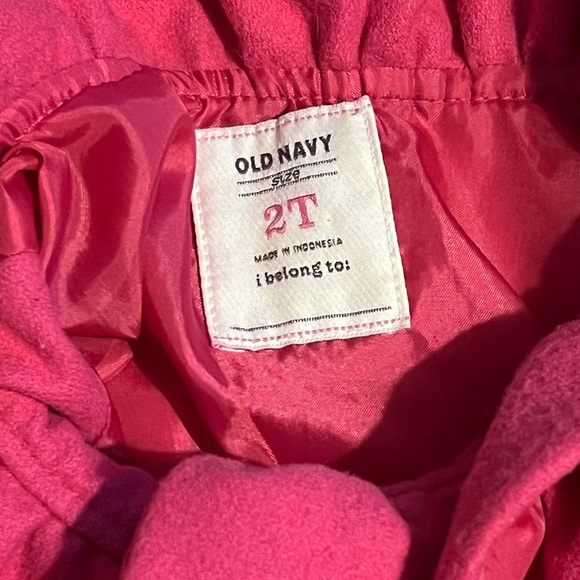 OLD NAVY
size
2T
MADE IN INDONESIA
i belong to: